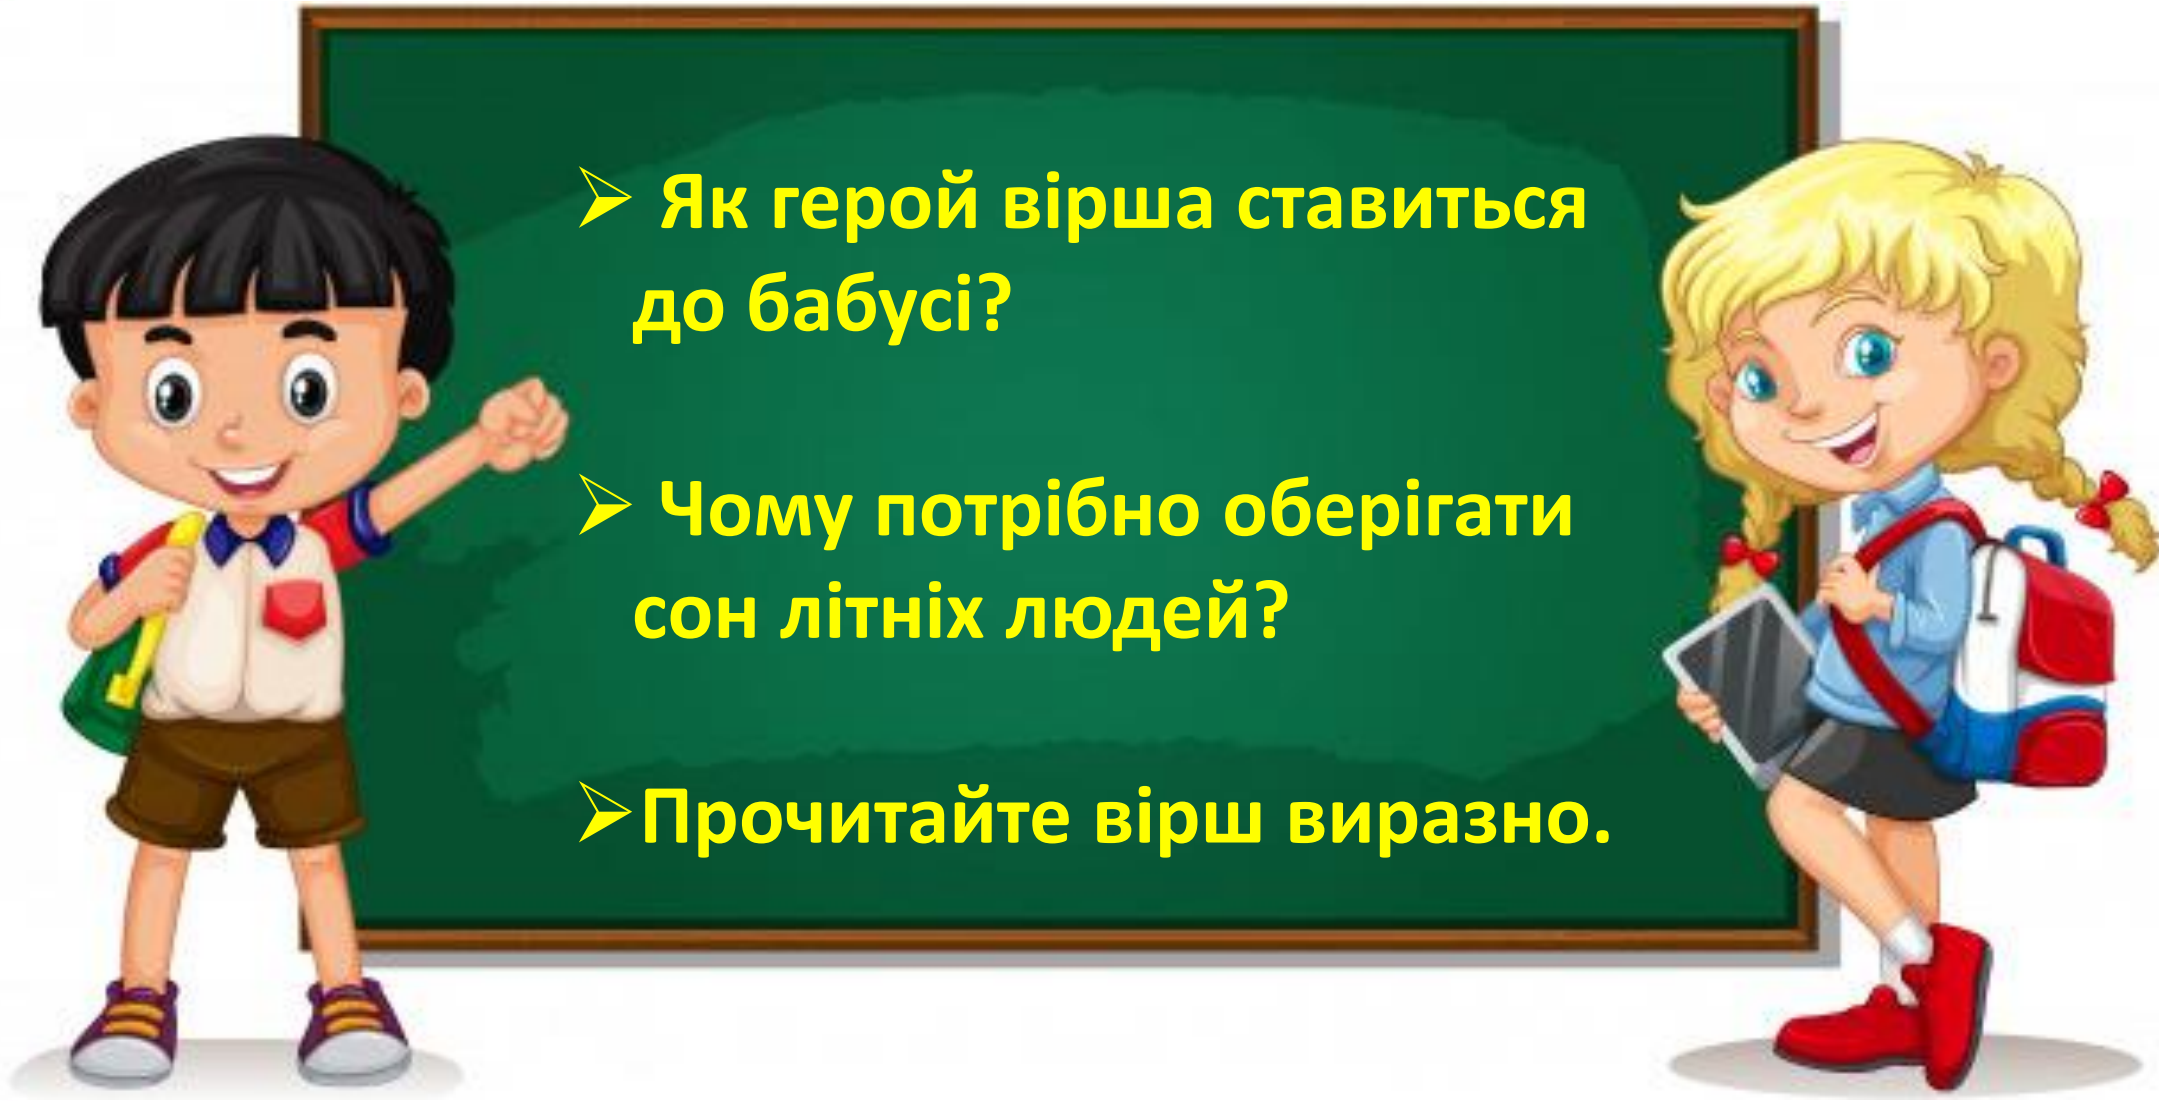 ➢ Як герой вірша ставиться
до бабусі?
➢ Чому потрібно оберігати
сон літніх людей?
➢Прочитайте вірш виразно.